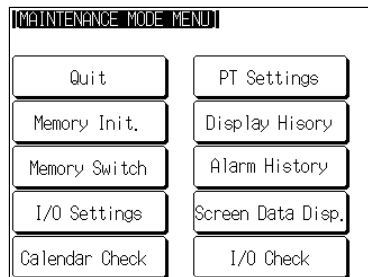 [MAINTENANCE MODE MENU]
Quit
PT Settings
Memory Init.
Display Hisory
Memory Switch
Alarm History
I/O Settings
Screen Data Disp.
Calendar Check
I/O Check